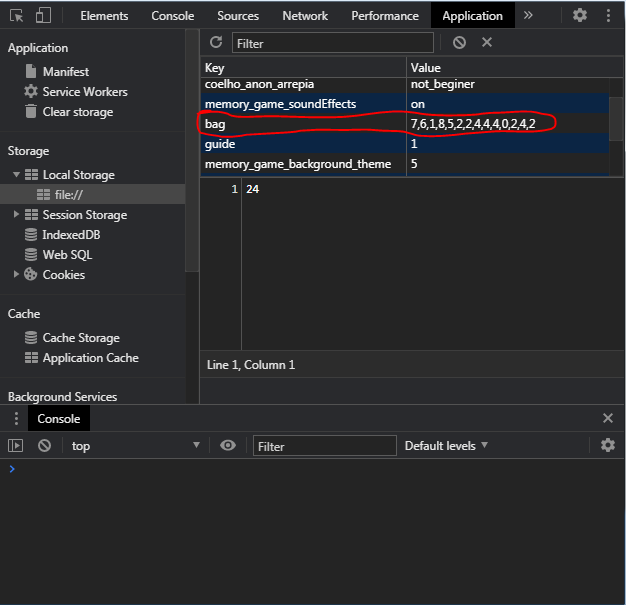 Elements Console Sources Network Performance Application »
Application
Manifest
Service Workers
Clear storage
Storage
Local Storage
file://
Session Storage
IndexedDB
Web SQL
Cookies
Cache
Cache Storage
Application Cache
Background Services
Filter
Key Value
coelho_anon_arrepia not_beginer
memory_game_soundEffects on
bag 7,6,1,8,5,2,2,4,4,4,0,2,4,2
guide 1
memory_game_background_theme 5
1 24
Line 1, Column 1
Console
top Filter Default levels